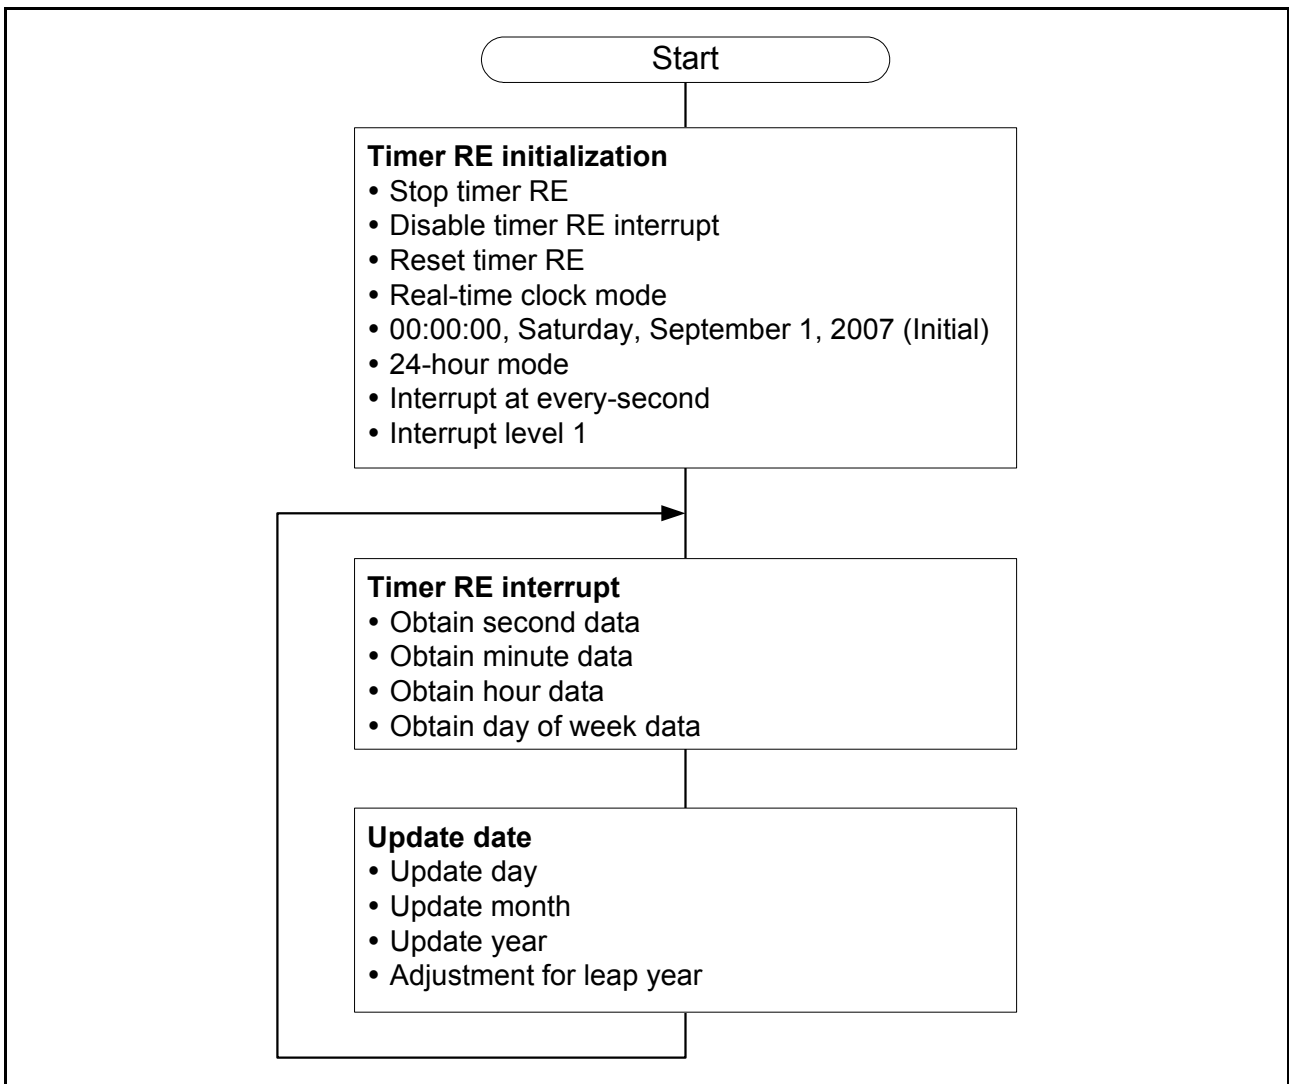 Start
Timer RE initialization
• Stop timer RE
• Disable timer RE interrupt
• Reset timer RE
• Real-time clock mode
• 00:00:00, Saturday, September 1, 2007 (Initial)
• 24-hour mode
• Interrupt at every-second
• Interrupt level 1
Timer RE interrupt
• Obtain second data
• Obtain minute data
• Obtain hour data
• Obtain day of week data
Update date
• Update day
• Update month
• Update year
• Adjustment for leap year